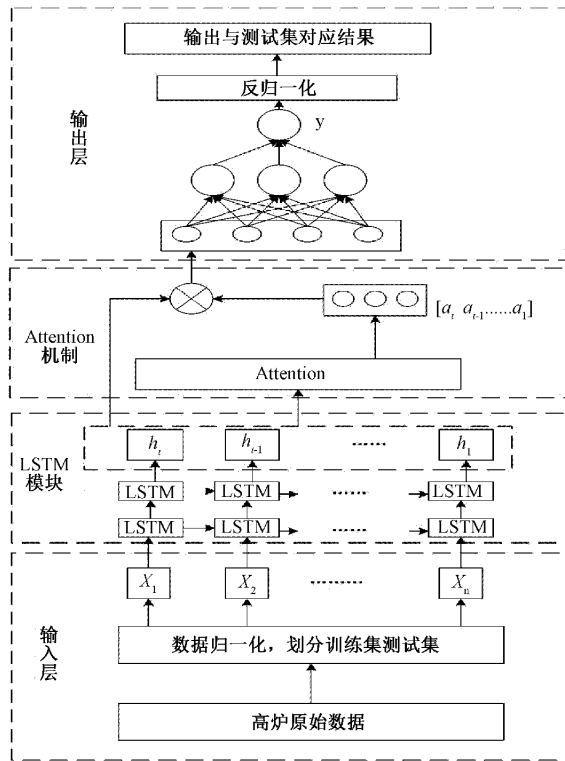 输出与测试集对应结果
反归一化
y
输出层
[a_t a_{t-1}......a_1]
Attention
机制
Attention
h_t h_{t-1} ...... h_1
LSTM
模块
LSTM LSTM ...... LSTM
LSTM LSTM ...... LSTM
X_1 X_2 ......... X_n
输入层
数据归一化，划分训练集测试集
高炉原始数据